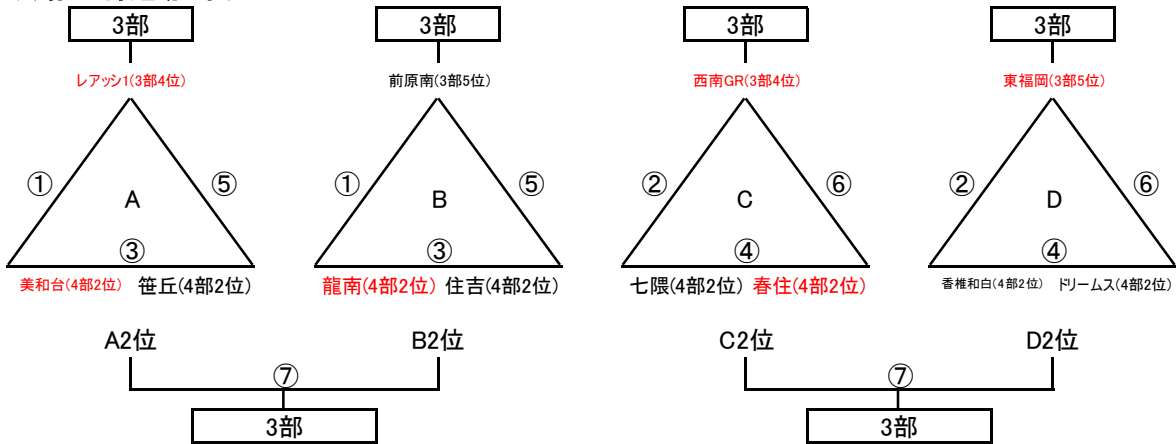 3部 3部 3部 3部
レアッシ1(3部4位) 前原南(3部5位) 西南GR(3部4位) 東福岡(3部5位)
① ⑤ ① ⑤ ② ⑥ ② ⑥
A B C D
③ ③ ④ ④
美和台(4部2位) 笹丘(4部2位) 龍南(4部2位) 住吉(4部2位) 七隈(4部2位) 春住(4部2位) 香椎和白(4部2位) ドリームス(4部2位)
A2位 B2位 C2位 D2位
⑦ ⑦
3部 3部